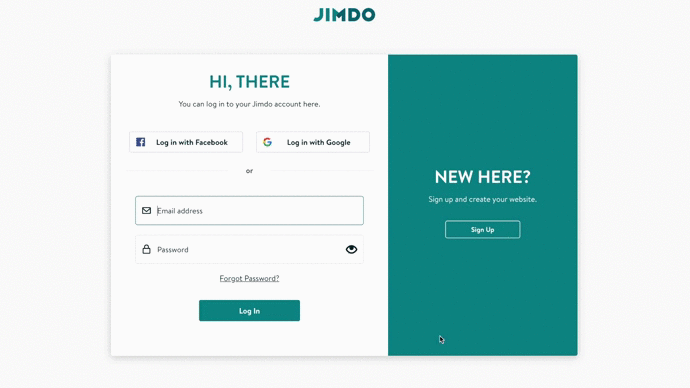 JIMDO
HI, THERE
You can log in to your Jimdo account here.
Log in with Facebook
Log in with Google
or
Email address
Password
Forgot Password?
Log In
NEW HERE?
Sign up and create your website.
Sign Up